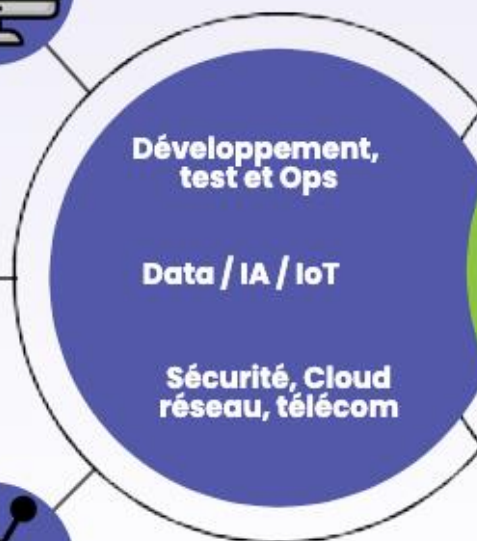 Développement,
test et Ops
Data / IA / IoT
Sécurité, Cloud
réseau, télécom